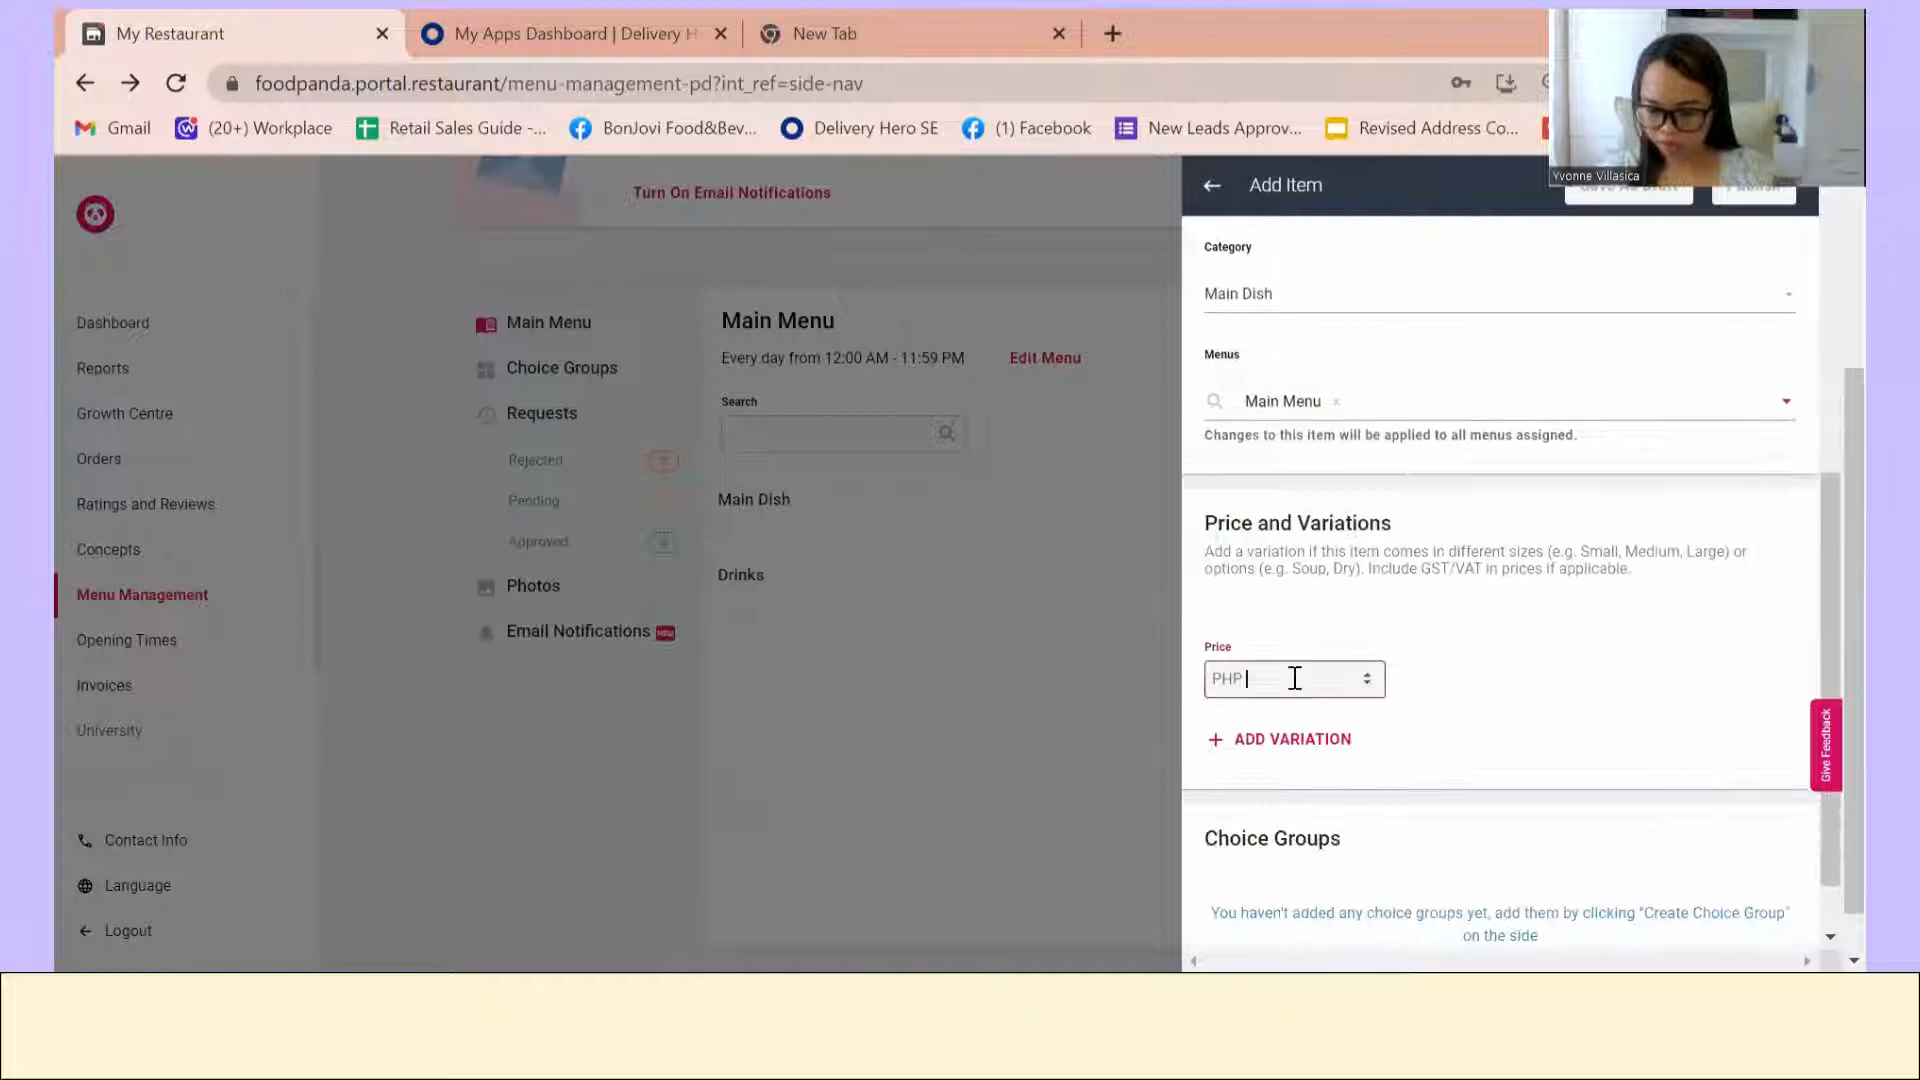 My Restaurant
My Apps Dashboard | Delivery H
New Tab
foodpanda.portal.restaurant/menu-management-pd?int_ref=side-nav
Gmail
(20+) Workplace
Retail Sales Guide -...
BonJovi Food&Bev...
Delivery Hero SE
(1) Facebook
New Leads Approv...
Revised Address Co...
Yvonne Villasica
Turn On Email Notifications
Dashboard
Reports
Growth Centre
Orders
Ratings and Reviews
Concepts
Menu Management
Opening Times
Invoices
University
Contact Info
Language
Logout
Main Menu
Choice Groups
Requests
Rejected
Pending
Approved
Photos
Email Notifications NEW
Main Menu
Every day from 12:00 AM - 11:59 PM
Edit Menu
Search
Main Dish
Drinks
Add Item
Category
Main Dish
Menus
Main Menu
Changes to this item will be applied to all menus assigned.
Price and Variations
Add a variation if this item comes in different sizes (e.g. Small, Medium, Large) or
options (e.g. Soup, Dry). Include GST/VAT in prices if applicable.
Price
PHP
+ ADD VARIATION
Give Feedback
Choice Groups
You haven't added any choice groups yet, add them by clicking "Create Choice Group"
on the side